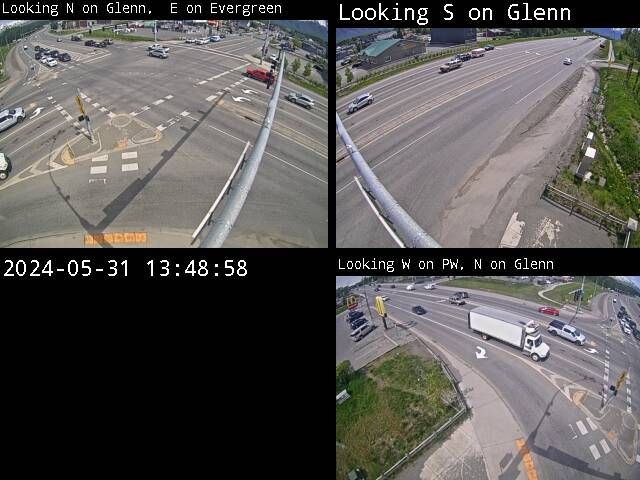 Looking N on Glenn, E on Evergreen
Looking S on Glenn
2024-05-31 13:48:58
Looking W on PW, N on Glenn